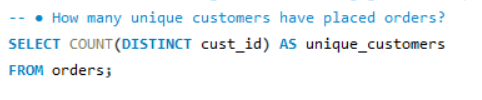 -- • How many unique customers have placed orders?
SELECT COUNT(DISTINCT cust_id) AS unique_customers
FROM orders;